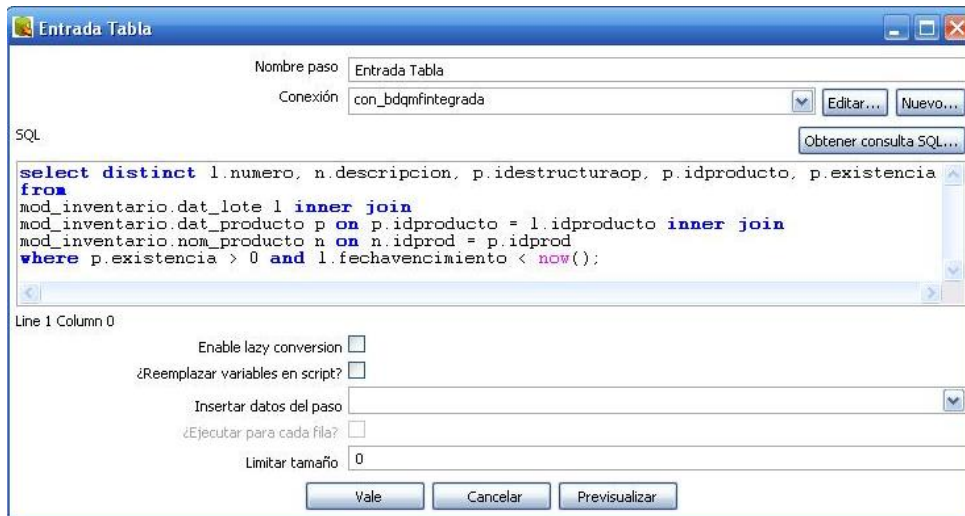 Entrada Tabla
Nombre paso Entrada Tabla
Conexión con_bdqmfintegrada Editar... Nuevo...
SQL Obtener consulta SQL...
select distinct l.numero, n.descripcion, p.idestructuraop, p.idproducto, p.existencia
from
mod_inventario.dat_lote l inner join
mod_inventario.dat_producto p on p.idproducto = l.idproducto inner join
mod_inventario.nom_producto n on n.idprod = p.idprod
where p.existencia > 0 and l.fechavencimiento < now();
Line 1 Column 0
Enable lazy conversion
¿Reemplazar variables en script?
Insertar datos del paso
¿Ejecutar para cada fila?
Limitar tamaño 0
Vale Cancelar Previsualizar